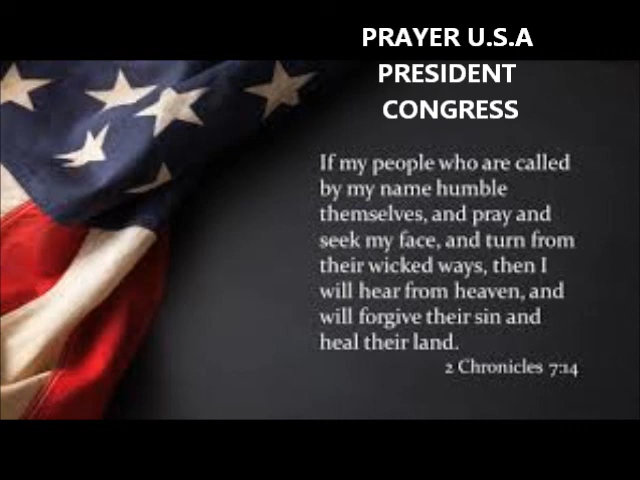 PRAYER U.S.A
PRESIDENT
CONGRESS
If my people who are called
by my name humble
themselves, and pray and
seek my face, and turn from
their wicked ways, then I
will hear from heaven, and
will forgive their sin and
heal their land.
2 Chronicles 7:14